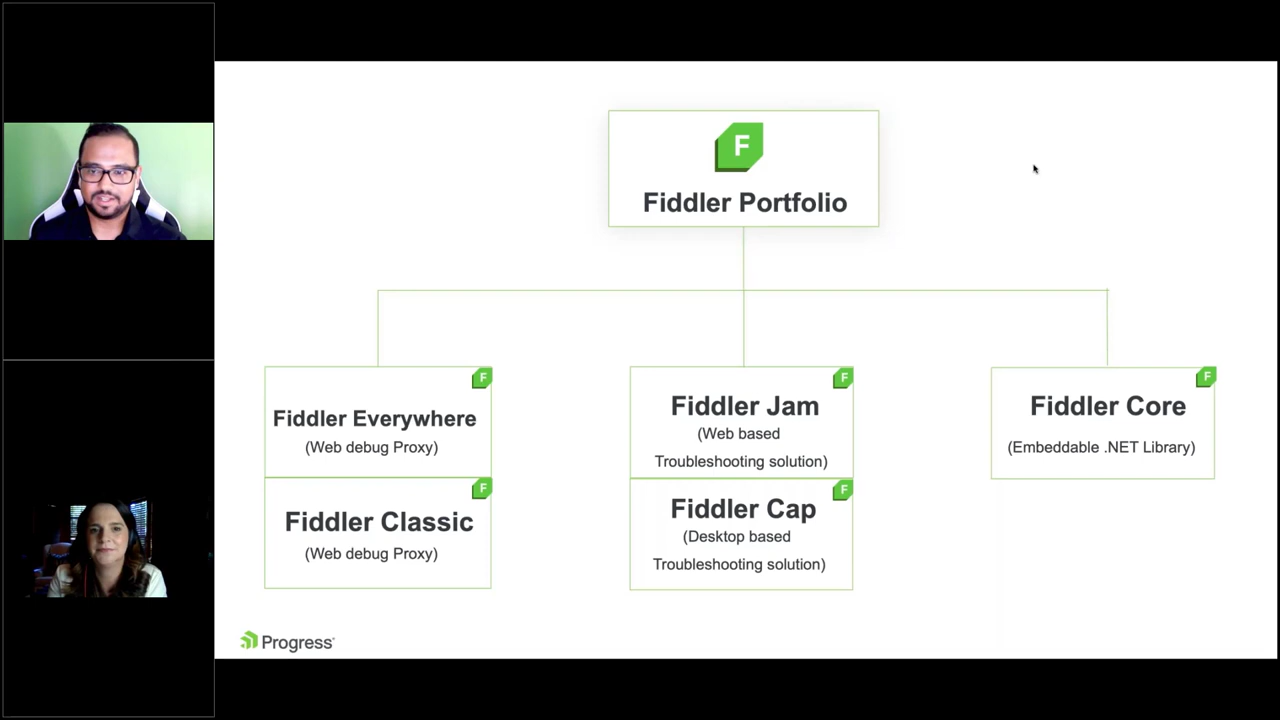 F
Fiddler Portfolio
F
Fiddler Everywhere
(Web debug Proxy)
F
Fiddler Classic
(Web debug Proxy)
F
Fiddler Jam
(Web based
Troubleshooting solution)
F
Fiddler Cap
(Desktop based
Troubleshooting solution)
F
Fiddler Core
(Embeddable .NET Library)
Progress